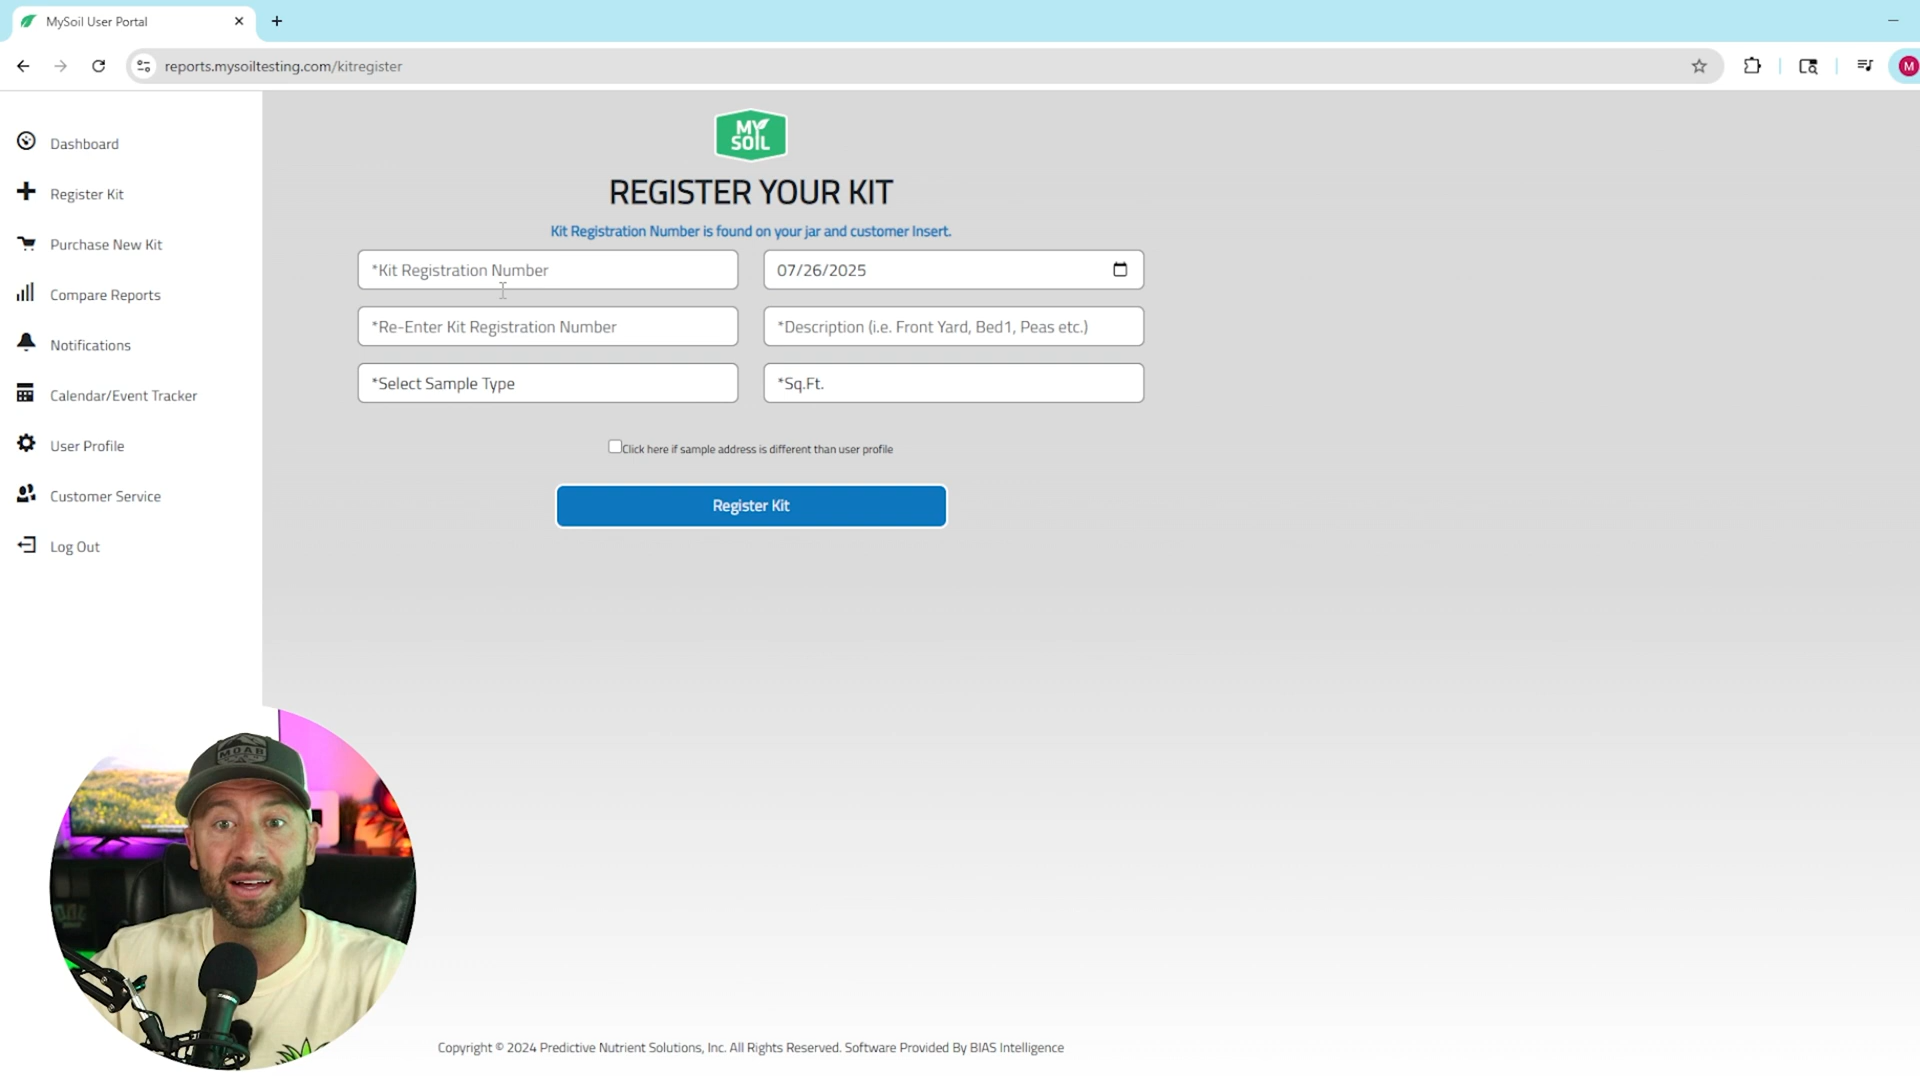 MySoil User Portal
reports.mysoiltesting.com/kitregister
M
Dashboard
Register Kit
Purchase New Kit
Compare Reports
Notifications
Calendar/Event Tracker
User Profile
Customer Service
Log Out
MY
SOIL
REGISTER YOUR KIT
Kit Registration Number is found on your jar and customer Insert.
*Kit Registration Number
07/26/2025
*Re-Enter Kit Registration Number
*Description (i.e. Front Yard, Bed1, Peas etc.)
*Select Sample Type
*Sq.Ft.
Click here if sample address is different than user profile
Register Kit
MOAB
Copyright © 2024 Predictive Nutrient Solutions, Inc. All Rights Reserved. Software Provided By BIAS Intelligence